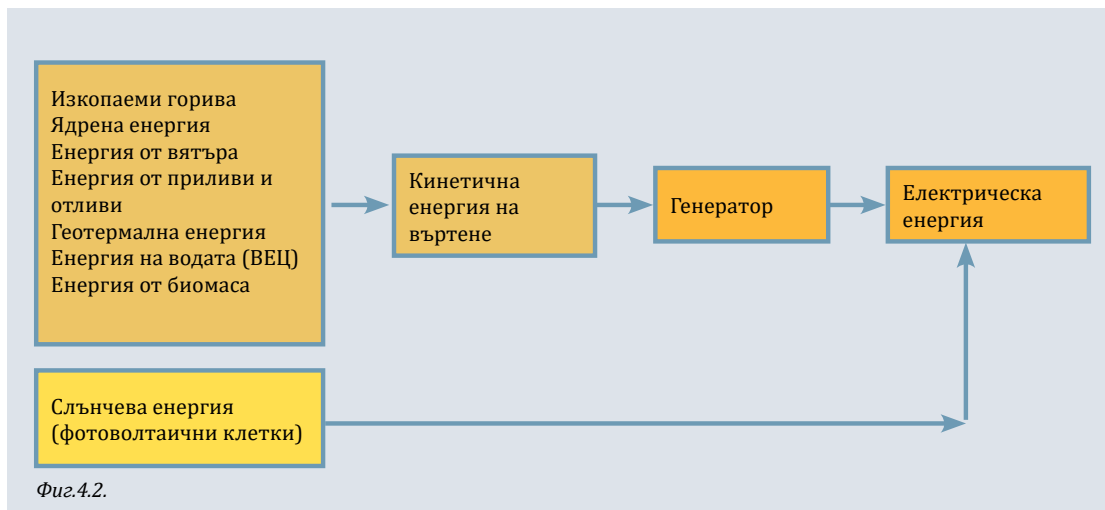 Изкопаеми горива
Ядрена енергия
Енергия от вятъра
Енергия от приливи и
отливи
Геотермална енергия
Енергия на водата (ВЕЦ)
Енергия от биомаса
Кинетична
енергия на
въртене
Генератор
Електрическа
енергия
Слънчева енергия
(фотоволтаични клетки)
Фиг.4.2.